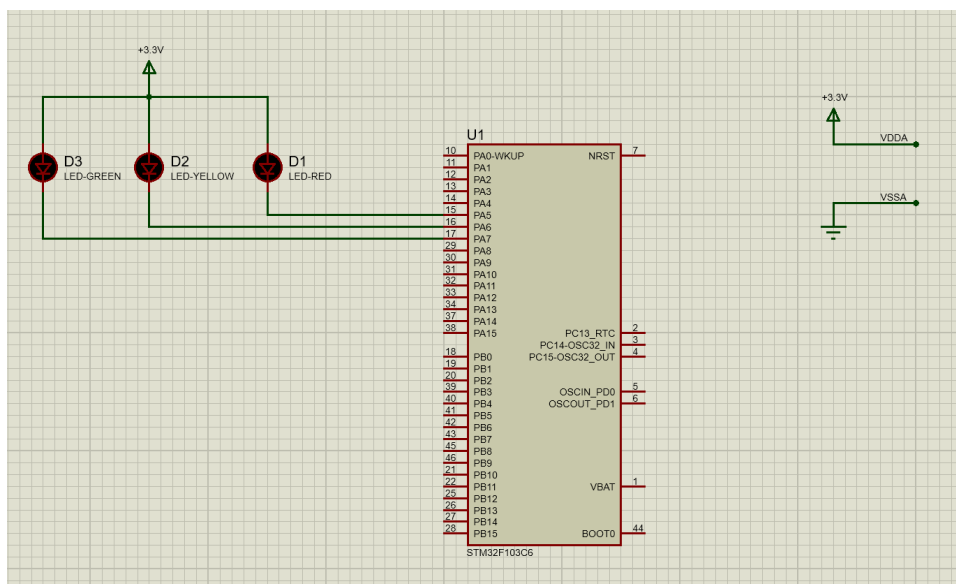 +3.3V
D3
LED-GREEN
D2
LED-YELLOW
D1
LED-RED
U1
10 PA0-WKUP
11 PA1
12 PA2
13 PA3
14 PA4
15 PA5
16 PA6
17 PA7
29 PA8
30 PA9
31 PA10
32 PA11
33 PA12
34 PA13
37 PA14
38 PA15
18 PB0
19 PB1
20 PB2
39 PB3
40 PB4
41 PB5
42 PB6
43 PB7
45 PB8
46 PB9
21 PB10
22 PB11
25 PB12
26 PB13
27 PB14
28 PB15
NRST 7
PC13_RTC 2
PC14-OSC32_IN 3
PC15-OSC32_OUT 4
OSCIN_PD0 5
OSCOUT_PD1 6
VBAT 1
BOOT0 44
STM32F103C6
+3.3V
VDDA
VSSA